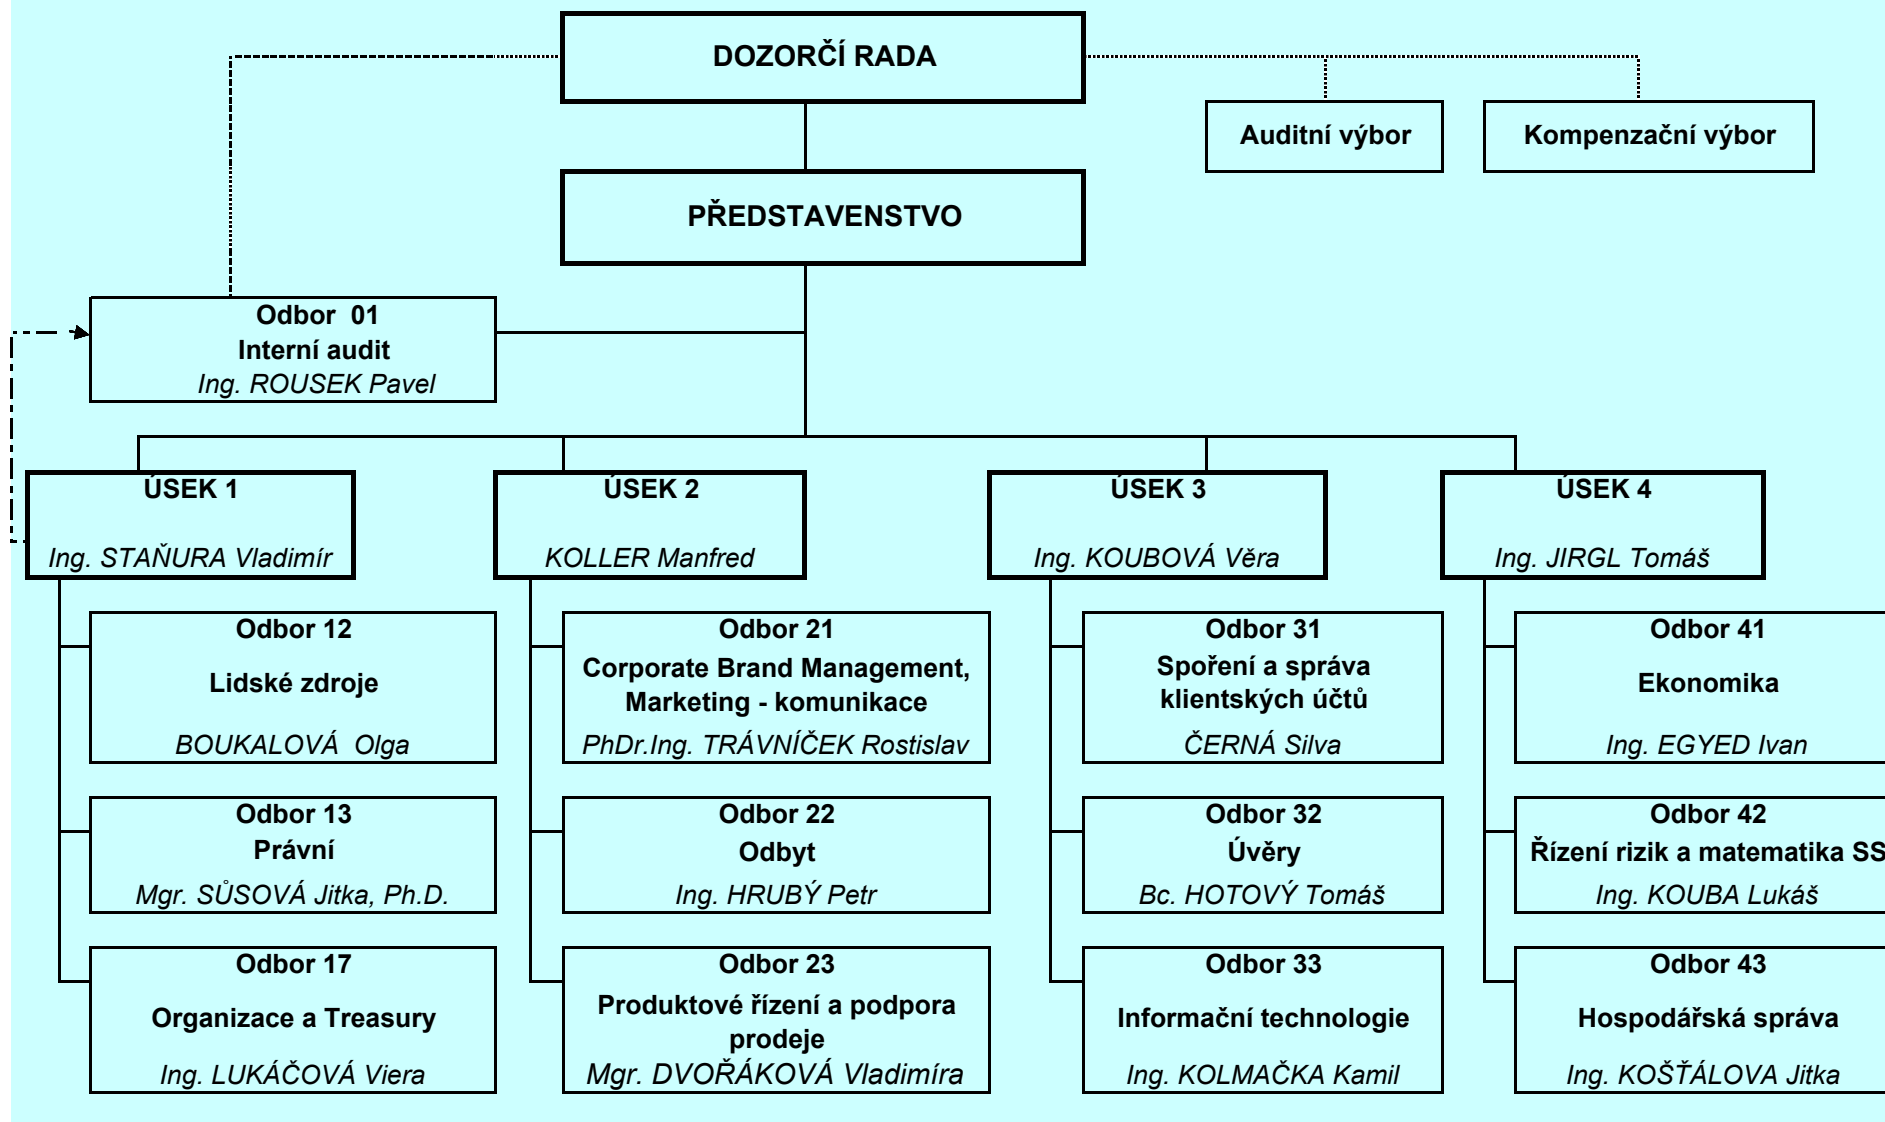 DOZORČÍ RADA
Auditní výbor
Kompenzační výbor
PŘEDSTAVENSTVO
Odbor  01
Interní audit
Ing. ROUSEK Pavel
ÚSEK 1
Ing. STAŇURA Vladimír
ÚSEK 2
KOLLER Manfred
ÚSEK 3
Ing. KOUBOVÁ Věra
ÚSEK 4
Ing. JIRGL Tomáš
Odbor 12
Lidské zdroje
BOUKALOVÁ  Olga
Odbor 21
Corporate Brand Management,
Marketing - komunikace
PhDr.Ing. TRÁVNÍČEK Rostislav
Odbor 31
Spoření a správa
klientských účtů
ČERNÁ Silva
Odbor 41
Ekonomika
Ing. EGYED Ivan
Odbor 13
Právní
Mgr. SŮSOVÁ Jitka, Ph.D.
Odbor 22
Odbyt
Ing. HRUBÝ Petr
Odbor 32
Úvěry
Bc. HOTOVÝ Tomáš
Odbor 42
Řízení rizik a matematika SS
Ing. KOUBA Lukáš
Odbor 17
Organizace a Treasury
Ing. LUKÁČOVÁ Viera
Odbor 23
Produktové řízení a podpora
prodeje
Mgr. DVOŘÁKOVÁ Vladimíra
Odbor 33
Informační technologie
Ing. KOLMAČKA Kamil
Odbor 43
Hospodářská správa
Ing. KOŠŤÁLOVA Jitka